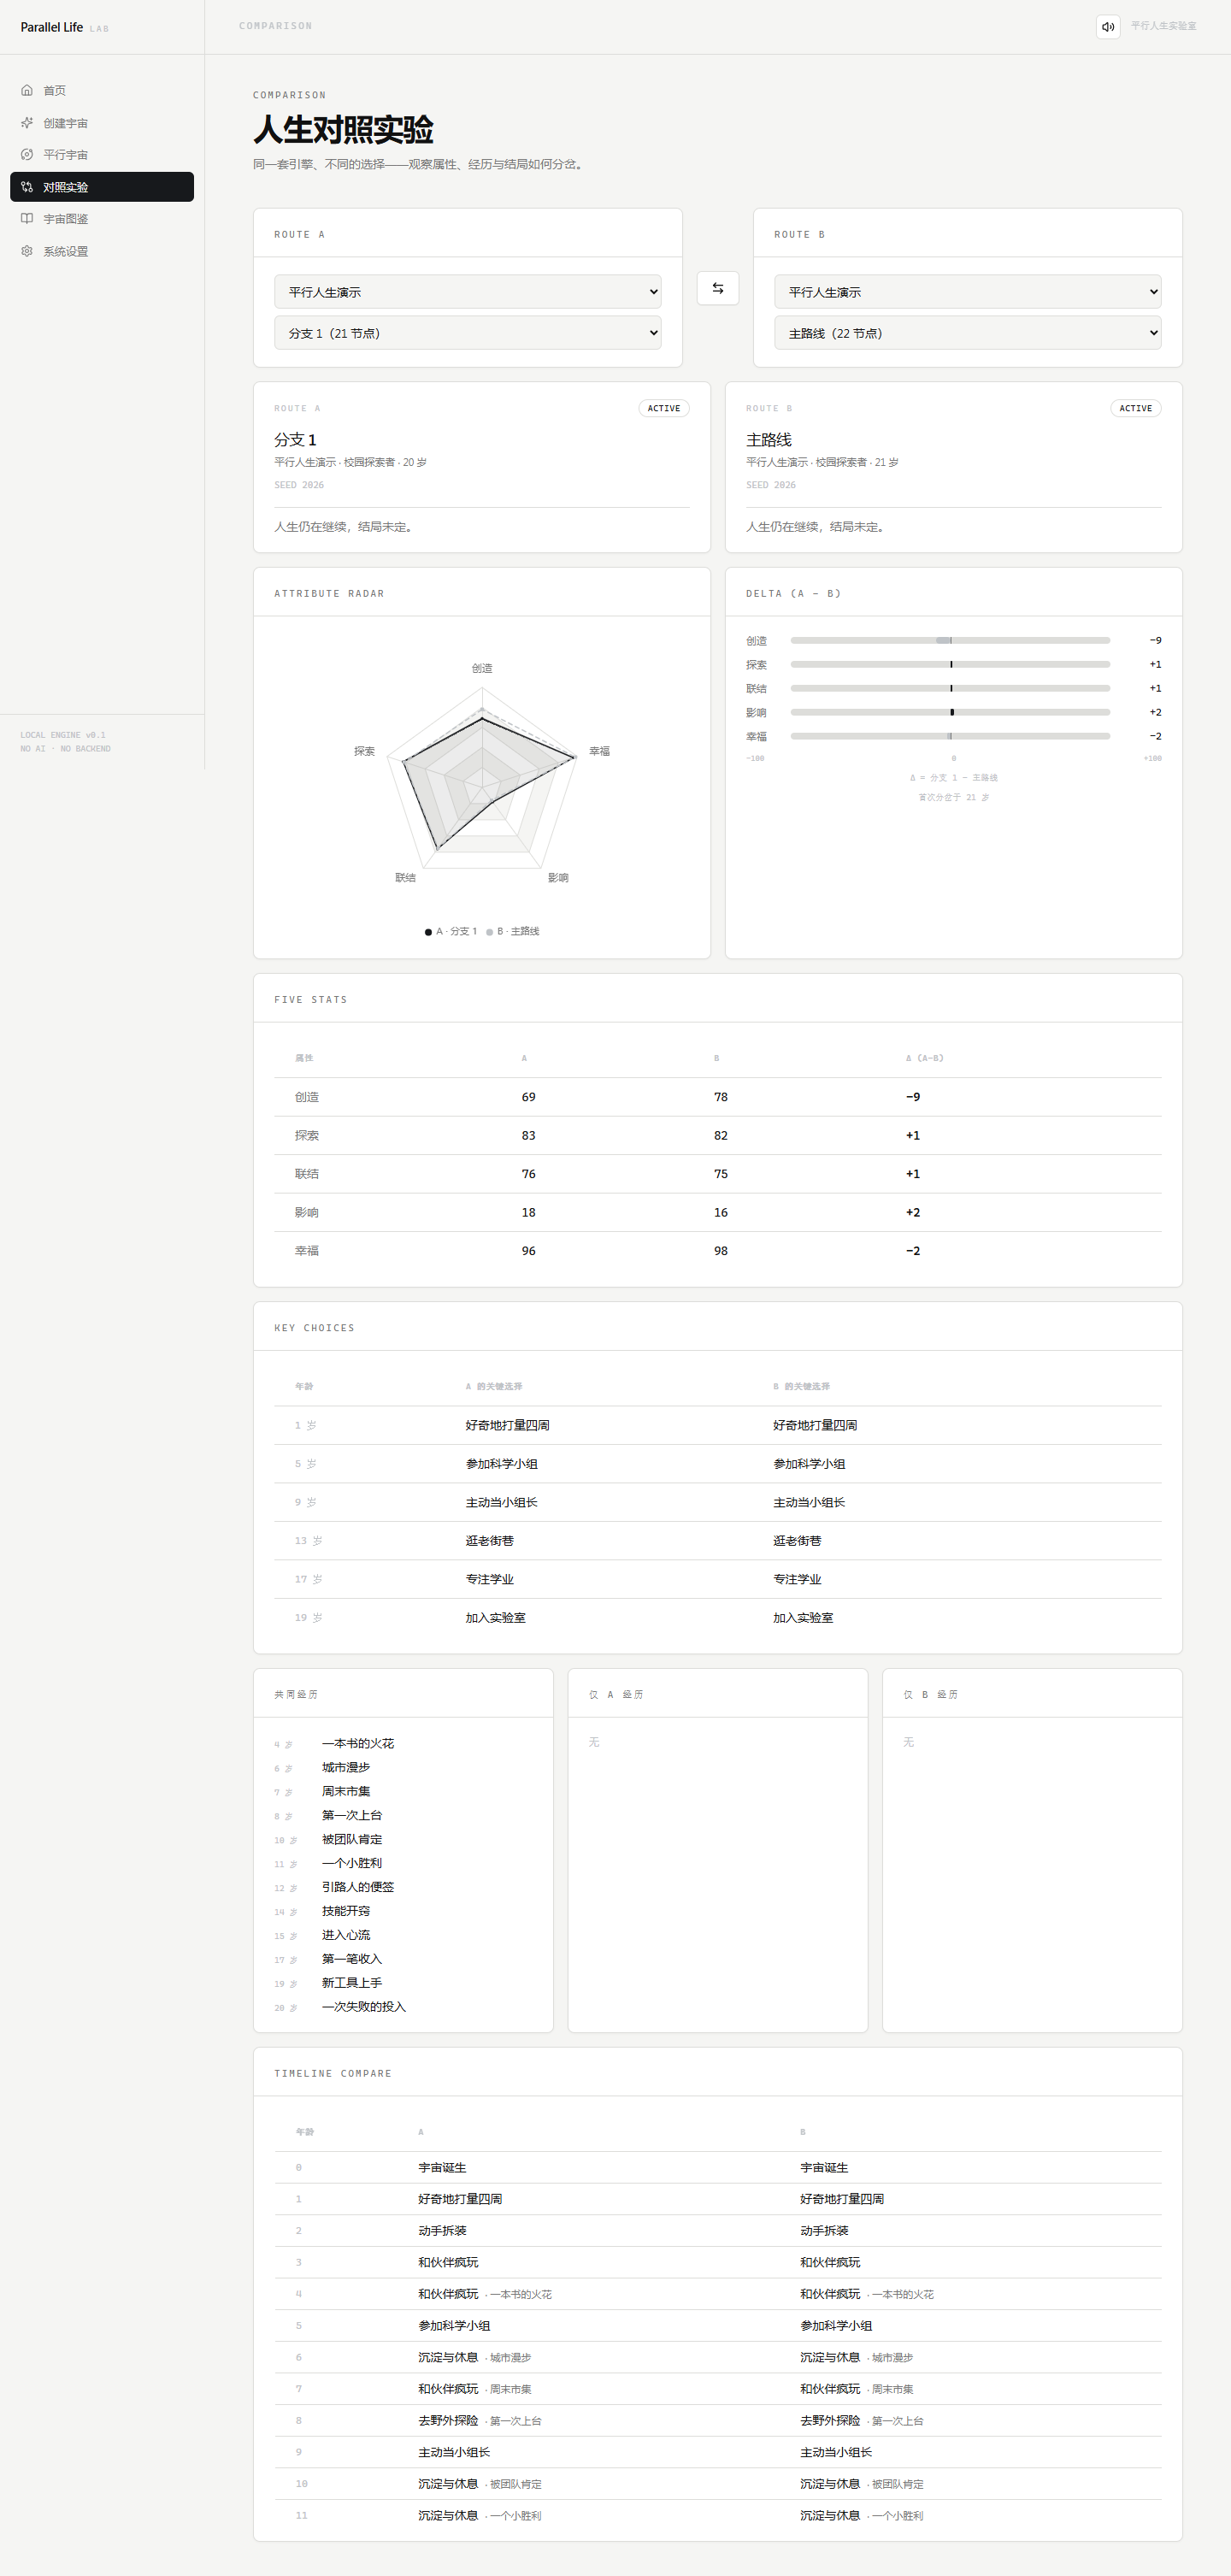 Parallel Life LAB
COMPARISON
平行人生实验室
首页
创建宇宙
平行宇宙
对照实验
宇宙图鉴
系统设置
LOCAL ENGINE v0.1
NO AI · NO BACKEND
COMPARISON
人生对照实验
同一套引擎、不同的选择——观察属性、经历与结局如何分岔。
ROUTE A
平行人生演示
分支 1（21 节点）
ROUTE B
平行人生演示
主路线（22 节点）
ROUTE A
ACTIVE
分支 1
平行人生演示 · 校园探索者 · 20 岁
SEED 2026
人生仍在继续，结局未定。
ROUTE B
ACTIVE
主路线
平行人生演示 · 校园探索者 · 21 岁
SEED 2026
人生仍在继续，结局未定。
ATTRIBUTE RADAR
创造
探索
幸福
联结
影响
A · 分支 1
B · 主路线
DELTA (A − B)
创造 −9
探索 +1
联结 +1
影响 +2
幸福 −2
−100 0 +100
Δ = 分支 1 − 主路线
首次分岔于 21 岁
FIVE STATS
属性 A B Δ (A−B)
创造 69 78 −9
探索 83 82 +1
联结 76 75 +1
影响 18 16 +2
幸福 96 98 −2
KEY CHOICES
年龄 A 的关键选择 B 的关键选择
1 岁 好奇地打量四周 好奇地打量四周
5 岁 参加科学小组 参加科学小组
9 岁 主动当小组长 主动当小组长
13 岁 逛老街巷 逛老街巷
17 岁 专注学业 专注学业
19 岁 加入实验室 加入实验室
共同经历
4 岁 一本书的火花
6 岁 城市漫步
7 岁 周末市集
8 岁 第一次上台
10 岁 被团队肯定
11 岁 一个小胜利
12 岁 引路人的便签
14 岁 技能开窍
15 岁 进入心流
17 岁 第一笔收入
19 岁 新工具上手
20 岁 一次失败的投入
仅 A 经历
无
仅 B 经历
无
TIMELINE COMPARE
年龄 A B
0 宇宙诞生 宇宙诞生
1 好奇地打量四周 好奇地打量四周
2 动手拆装 动手拆装
3 和伙伴疯玩 和伙伴疯玩
4 和伙伴疯玩 · 一本书的火花 和伙伴疯玩 · 一本书的火花
5 参加科学小组 参加科学小组
6 沉淀与休息 · 城市漫步 沉淀与休息 · 城市漫步
7 和伙伴疯玩 · 周末市集 和伙伴疯玩 · 周末市集
8 去野外探险 · 第一次上台 去野外探险 · 第一次上台
9 主动当小组长 主动当小组长
10 沉淀与休息 · 被团队肯定 沉淀与休息 · 被团队肯定
11 沉淀与休息 · 一个小胜利 沉淀与休息 · 一个小胜利